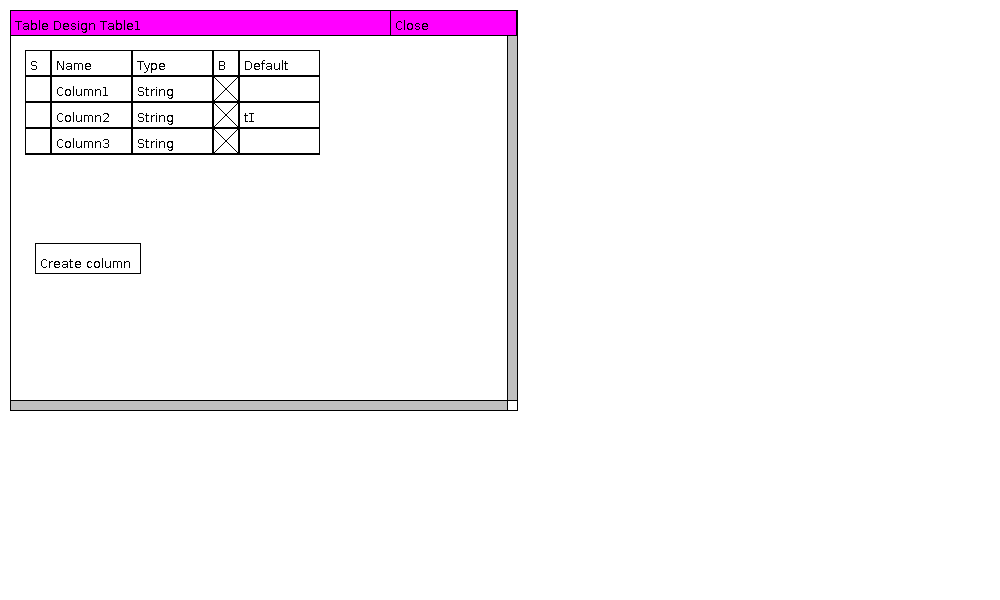 Table Design Table1 Close
S Name Type B Default
Column1 String
Column2 String tI
Column3 String
Create column